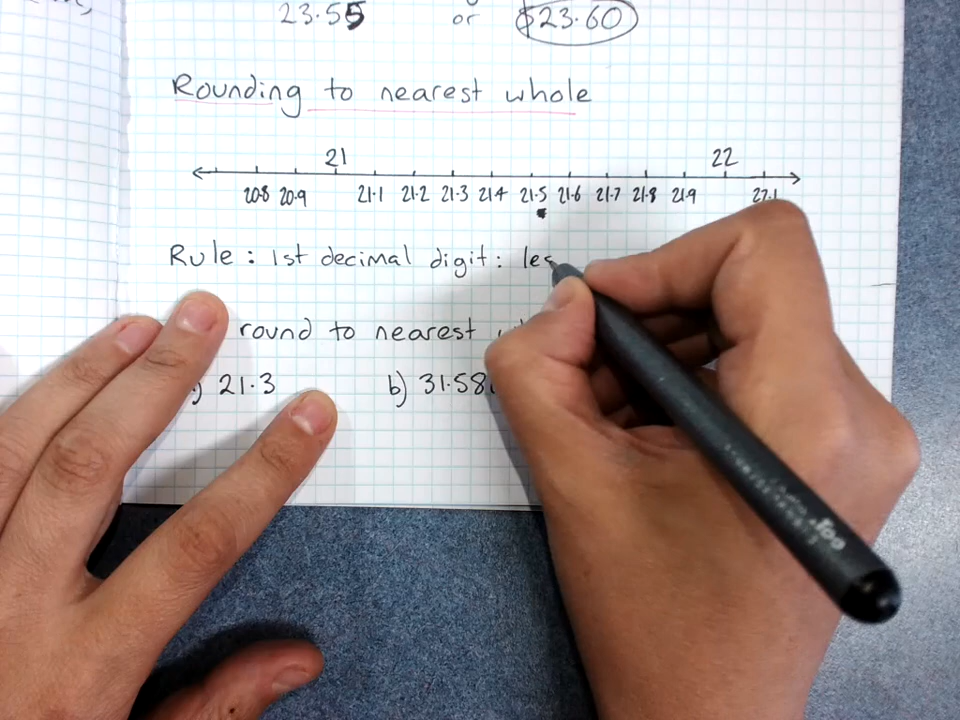 23.55 or $23.60
Rounding to nearest whole
21 22
20.8 20.9 21.1 21.2 21.3 21.4 21.5 21.6 21.7 21.8 21.9 22.1
Rule : 1st decimal digit : les
round to nearest
21.3 b) 31.58